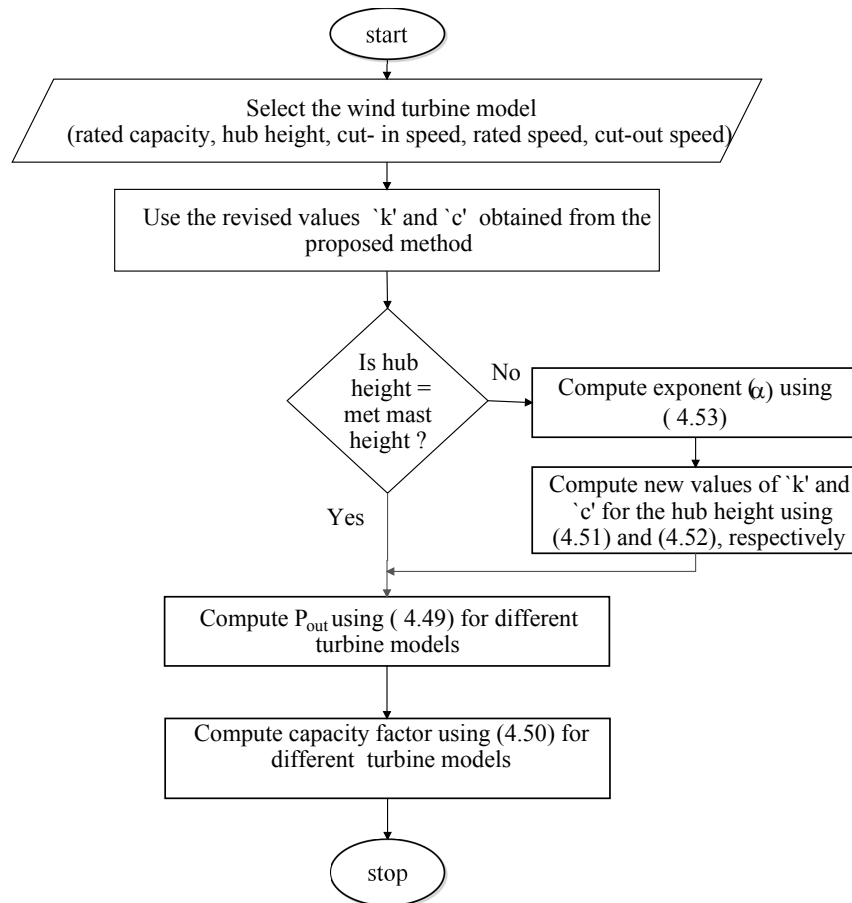 start
Select the wind turbine model
(rated capacity, hub height, cut- in speed, rated speed, cut-out speed)
Use the revised values `k' and `c' obtained from the
proposed method
Is hub
height =
met mast
height ?
No
Compute exponent (α) using
( 4.53)
Compute new values of `k' and
`c' for the hub height using
(4.51) and (4.52), respectively
Yes
Compute Pout using ( 4.49) for different
turbine models
Compute capacity factor using (4.50) for
different turbine models
stop